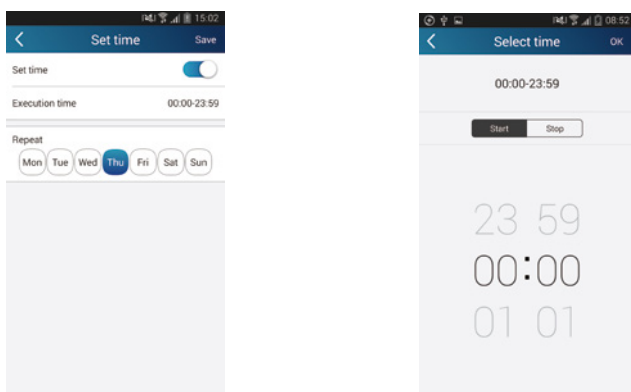 15:02
Set time Save
Set time
Execution time 00:00-23:59
Repeat
Mon Tue Wed Thu Fri Sat Sun
08:52
Select time OK
00:00-23:59
Start Stop
23 59
00:00
01 01